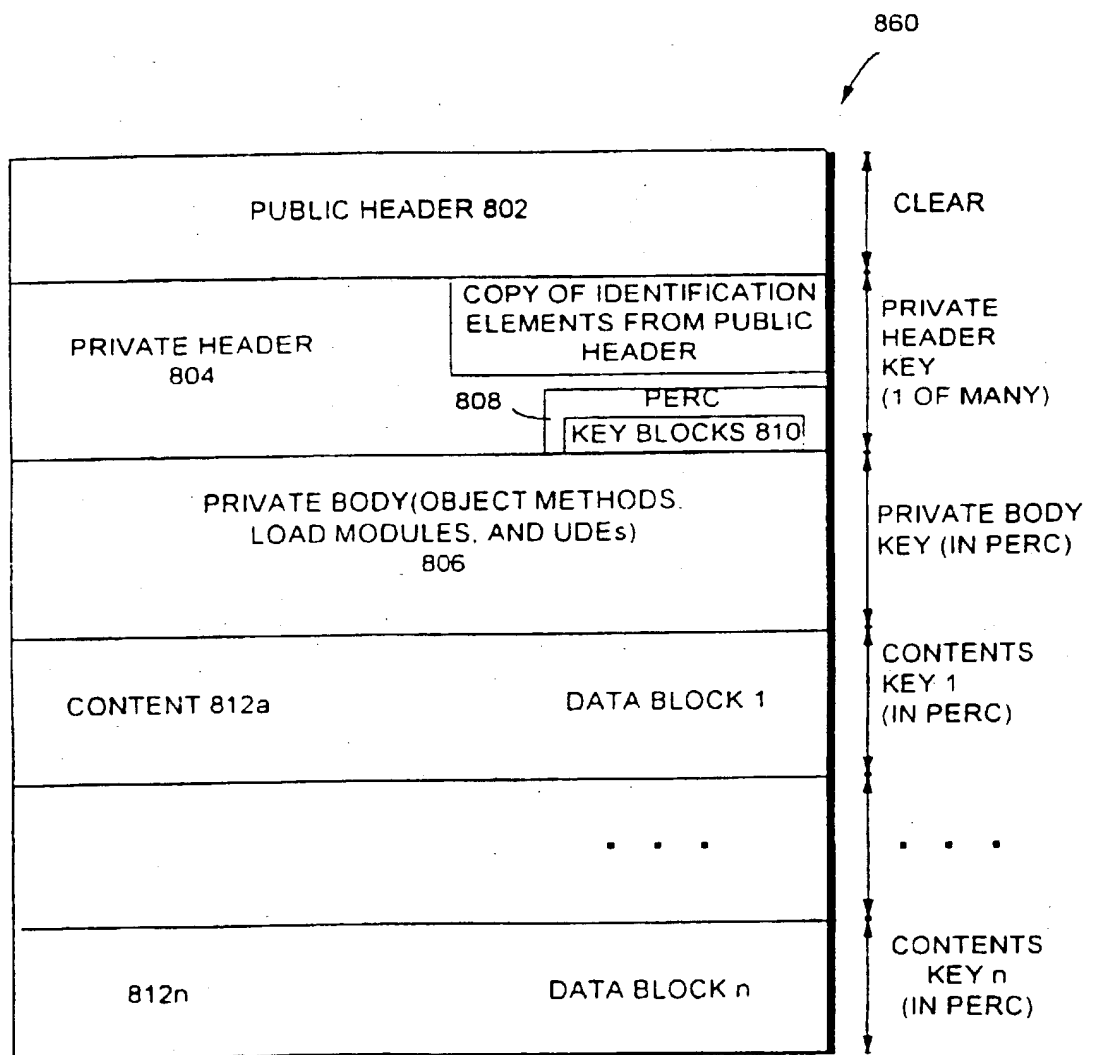 860
PUBLIC HEADER 802
CLEAR
COPY OF IDENTIFICATION
ELEMENTS FROM PUBLIC
HEADER
PRIVATE HEADER
804
808
PERC
KEY BLOCKS 810
PRIVATE
HEADER
KEY
(1 OF MANY)
PRIVATE BODY(OBJECT METHODS.
LOAD MODULES, AND UDEs)
806
PRIVATE BODY
KEY (IN PERC)
CONTENT 812a
DATA BLOCK 1
CONTENTS
KEY 1
(IN PERC)
. . .
. . .
812n
DATA BLOCK n
CONTENTS
KEY n
(IN PERC)